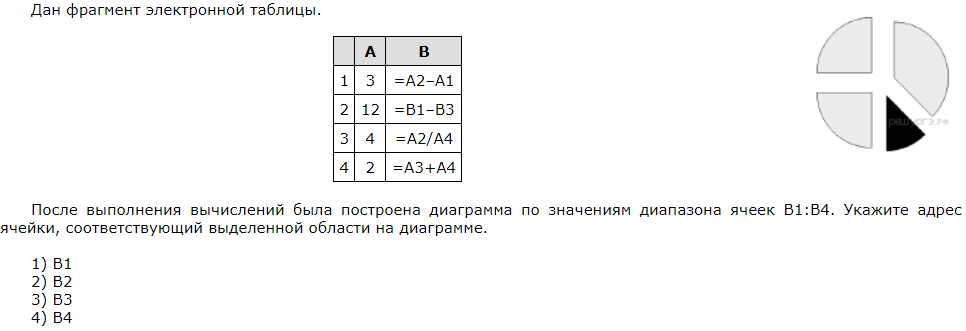 Дан фрагмент электронной таблицы.
A B
1 3 =A2–A1
2 12 =B1–B3
3 4 =A2/A4
4 2 =A3+A4
решуогэ.рф
После выполнения вычислений была построена диаграмма по значениям диапазона ячеек B1:B4. Укажите адрес
ячейки, соответствующий выделенной области на диаграмме.
1) B1
2) B2
3) B3
4) B4